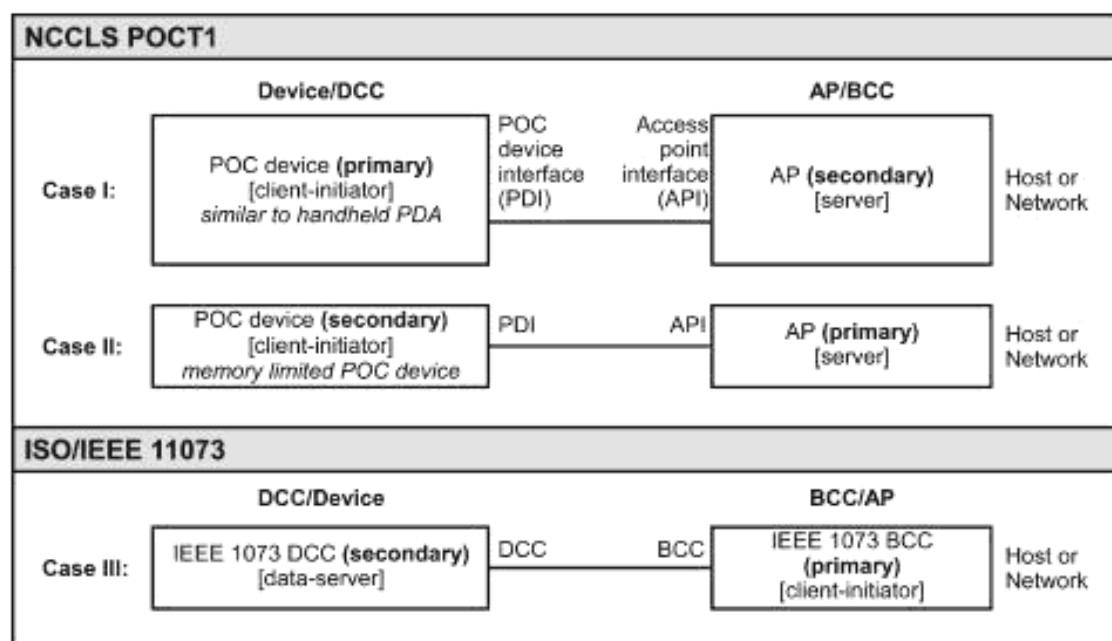 NCCLS POCT1
Device/DCC
AP/BCC
Case I:
POC device (primary)
[client-initiator]
similar to handheld PDA
POC
device
interface
(PDI)
Access
point
interface
(API)
AP (secondary)
[server]
Host or
Network
Case II:
POC device (secondary)
[client-initiator]
memory limited POC device
PDI
API
AP (primary)
[server]
Host or
Network
ISO/IEEE 11073
DCC/Device
BCC/AP
Case III:
IEEE 1073 DCC (secondary)
[data-server]
DCC
BCC
IEEE 1073 BCC
(primary)
[client-initiator]
Host or
Network